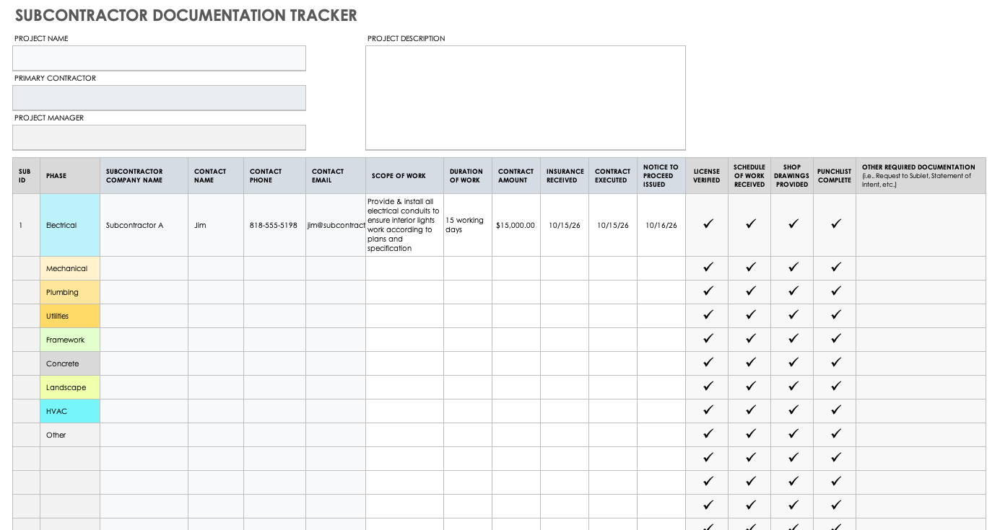 SUBCONTRACTOR DOCUMENTATION TRACKER
PROJECT NAME
PROJECT DESCRIPTION
PRIMARY CONTRACTOR
PROJECT MANAGER
SUB
ID
PHASE
SUBCONTRACTOR
COMPANY NAME
CONTACT
NAME
CONTACT
PHONE
CONTACT
EMAIL
SCOPE OF WORK
DURATION
OF WORK
CONTRACT
AMOUNT
INSURANCE
RECEIVED
CONTRACT
EXECUTED
NOTICE TO
PROCEED
ISSUED
LICENSE
VERIFIED
SCHEDULE
OF WORK
RECEIVED
SHOP
DRAWINGS
PROVIDED
PUNCHLIST
COMPLETE
OTHER REQUIRED DOCUMENTATION
(i.e.. Request to Sublet, Statement of
Intent, etc.)
1
Electrical
Subcontractor A
Jim
818-555-5198
jim@subcontract
Provide & install all
electrical conduits to
ensure interior lights
work according to
plans and
specification
15 working
days
$15,000.00
10/15/26
10/15/26
10/16/26
✓ ✓ ✓ ✓
Mechanical ✓ ✓ ✓ ✓
Plumbing ✓ ✓ ✓ ✓
Utilities ✓ ✓ ✓ ✓
Framework ✓ ✓ ✓ ✓
Concrete ✓ ✓ ✓ ✓
Landscape ✓ ✓ ✓ ✓
HVAC ✓ ✓ ✓ ✓
Other ✓ ✓ ✓ ✓
✓ ✓ ✓ ✓
✓ ✓ ✓ ✓
✓ ✓ ✓ ✓
✓ ✓ ✓ ✓